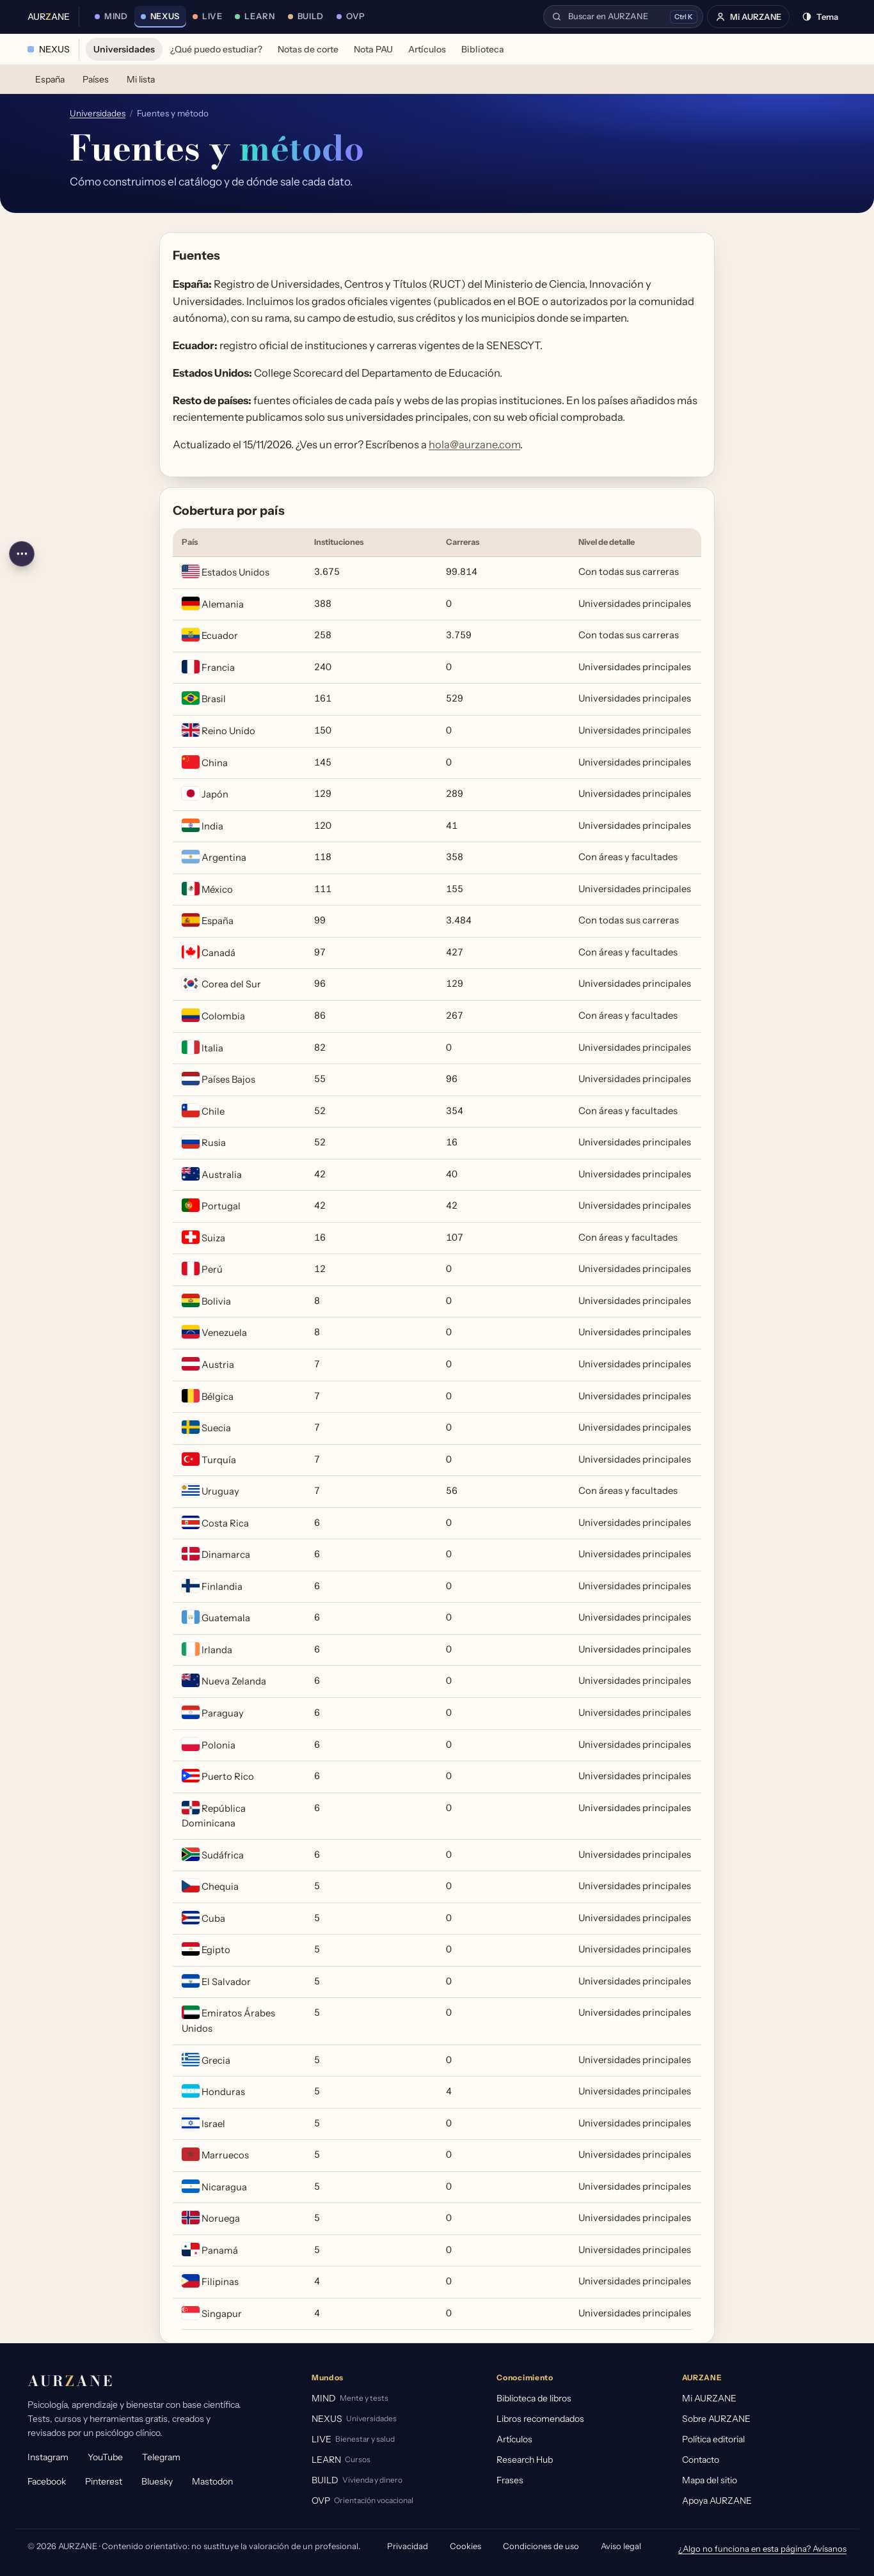 AURZANE MIND NEXUS LIVE LEARN BUILD OVP Buscar en AURZANE Ctrl K Mi AURZANE Tema
NEXUS Universidades ¿Qué puedo estudiar? Notas de corte Nota PAU Artículos Biblioteca
España Países Mi lista
Universidades / Fuentes y método
Fuentes y método
Cómo construimos el catálogo y de dónde sale cada dato.
Fuentes
España: Registro de Universidades, Centros y Títulos (RUCT) del Ministerio de Ciencia, Innovación y
Universidades. Incluimos los grados oficiales vigentes (publicados en el BOE o autorizados por la comunidad
autónoma), con su rama, su campo de estudio, sus créditos y los municipios donde se imparten.
Ecuador: registro oficial de instituciones y carreras vigentes de la SENESCYT.
Estados Unidos: College Scorecard del Departamento de Educación.
Resto de países: fuentes oficiales de cada país y webs de las propias instituciones. En los países añadidos más
recientemente publicamos solo sus universidades principales, con su web oficial comprobada.
Actualizado el 15/11/2026. ¿Ves un error? Escríbenos a hola@aurzane.com.
Cobertura por país
País Instituciones Carreras Nivel de detalle
Estados Unidos 3.675 99.814 Con todas sus carreras
Alemania 388 0 Universidades principales
Ecuador 258 3.759 Con todas sus carreras
Francia 240 0 Universidades principales
Brasil 161 529 Universidades principales
Reino Unido 150 0 Universidades principales
China 145 0 Universidades principales
Japón 129 289 Universidades principales
India 120 41 Universidades principales
Argentina 118 358 Con áreas y facultades
México 111 155 Universidades principales
España 99 3.484 Con todas sus carreras
Canadá 97 427 Con áreas y facultades
Corea del Sur 96 129 Universidades principales
Colombia 86 267 Con áreas y facultades
Italia 82 0 Universidades principales
Países Bajos 55 96 Universidades principales
Chile 52 354 Con áreas y facultades
Rusia 52 16 Universidades principales
Australia 42 40 Universidades principales
Portugal 42 42 Universidades principales
Suiza 16 107 Con áreas y facultades
Perú 12 0 Universidades principales
Bolivia 8 0 Universidades principales
Venezuela 8 0 Universidades principales
Austria 7 0 Universidades principales
Bélgica 7 0 Universidades principales
Suecia 7 0 Universidades principales
Turquía 7 0 Universidades principales
Uruguay 7 56 Con áreas y facultades
Costa Rica 6 0 Universidades principales
Dinamarca 6 0 Universidades principales
Finlandia 6 0 Universidades principales
Guatemala 6 0 Universidades principales
Irlanda 6 0 Universidades principales
Nueva Zelanda 6 0 Universidades principales
Paraguay 6 0 Universidades principales
Polonia 6 0 Universidades principales
Puerto Rico 6 0 Universidades principales
República 6 0 Universidades principales
Dominicana
Sudáfrica 6 0 Universidades principales
Chequia 5 0 Universidades principales
Cuba 5 0 Universidades principales
Egipto 5 0 Universidades principales
El Salvador 5 0 Universidades principales
Emiratos Árabes 5 0 Universidades principales
Unidos
Grecia 5 0 Universidades principales
Honduras 5 4 Universidades principales
Israel 5 0 Universidades principales
Marruecos 5 0 Universidades principales
Nicaragua 5 0 Universidades principales
Noruega 5 0 Universidades principales
Panamá 5 0 Universidades principales
Filipinas 4 0 Universidades principales
Singapur 4 0 Universidades principales
AURZANE
Psicología, aprendizaje y bienestar con base científica.
Tests, cursos y herramientas gratis, creados y
revisados por un psicólogo clínico.
Instagram YouTube Telegram
Facebook Pinterest Bluesky Mastodon
Mundos
MIND Mente y tests
NEXUS Universidades
LIVE Bienestar y salud
LEARN Cursos
BUILD Vivienda y dinero
OVP Orientación vocacional
Conocimiento
Biblioteca de libros
Libros recomendados
Artículos
Research Hub
Frases
AURZANE
Mi AURZANE
Sobre AURZANE
Política editorial
Contacto
Mapa del sitio
Apoya AURZANE
© 2026 AURZANE · Contenido orientativo: no sustituye la valoración de un profesional. Privacidad Cookies Condiciones de uso Aviso legal ¿Algo no funciona en esta página? Avísanos